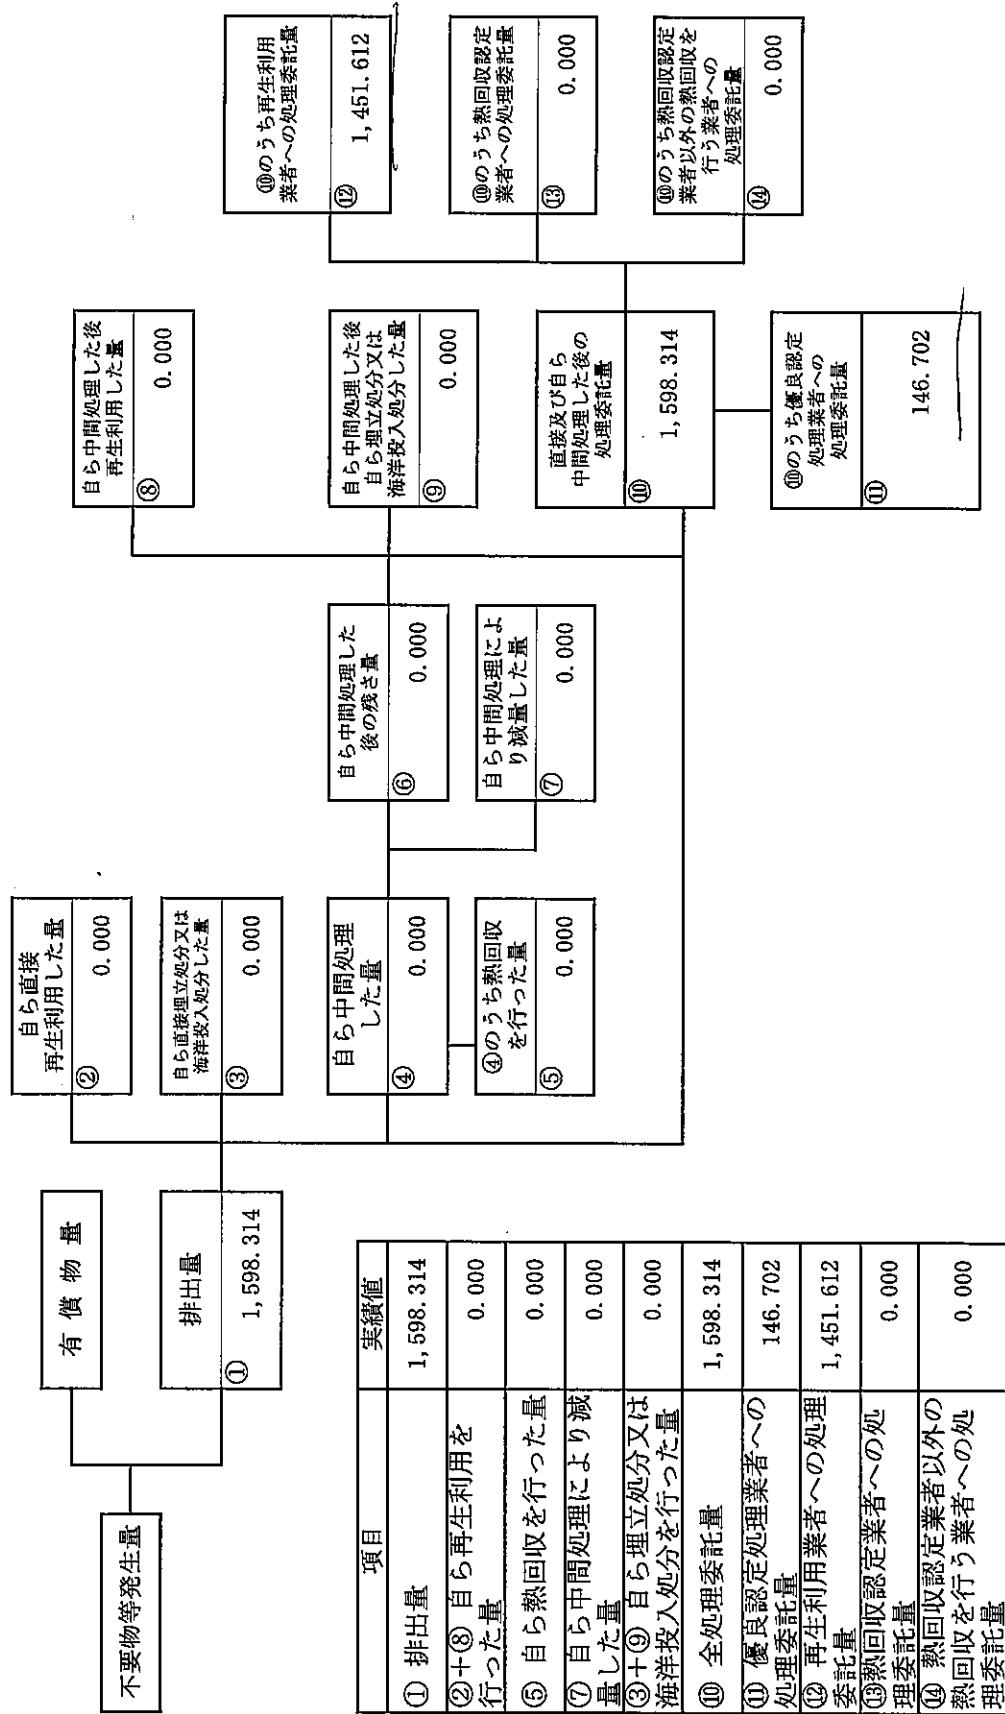 不要物等発生量
有償物量
排出量
① 1,598.314
自ら直接
再生利用した量
② 0.000
自ら直接埋立処分又は
海洋投入処分した量
③ 0.000
自ら中間処理
した量
④ 0.000
④のうち熱回収
を行った量
⑤ 0.000
自ら中間処理した
後の残さ量
⑥ 0.000
自ら中間処理によ
り減量した量
⑦ 0.000
自ら中間処理した後
再生利用した量
⑧ 0.000
自ら中間処理した後
自ら埋立処分又は
海洋投入処分した量
⑨ 0.000
直接及び自ら
中間処理した後の
処理委託量
⑩ 1,598.314
⑩のうち優良認定
処理業者への
処理委託量
⑪ 146.702
⑩のうち再生利用
業者への処理委託量
⑫ 1,451.612
⑩のうち熱回収認定
業者への処理委託量
⑬ 0.000
⑩のうち熱回収認定
業者以外の熱回収を
行う業者への
処理委託量
⑭ 0.000
項目 実績値
① 排出量 1,598.314
②+⑧ 自ら再生利用を
行った量 0.000
⑤ 自ら熱回収を行った量 0.000
⑦ 自ら中間処理により減
量した量 0.000
③+⑨ 自ら埋立処分又は
海洋投入処分を行った量 0.000
⑩ 全処理委託量 1,598.314
⑪ 優良認定処理業者への
処理委託量 146.702
⑫ 再生利用業者への処理
委託量 1,451.612
⑬熱回収認定業者への処
理委託量 0.000
⑭ 熱回収認定業者以外の
熱回収を行う業者への処
理委託量 0.000